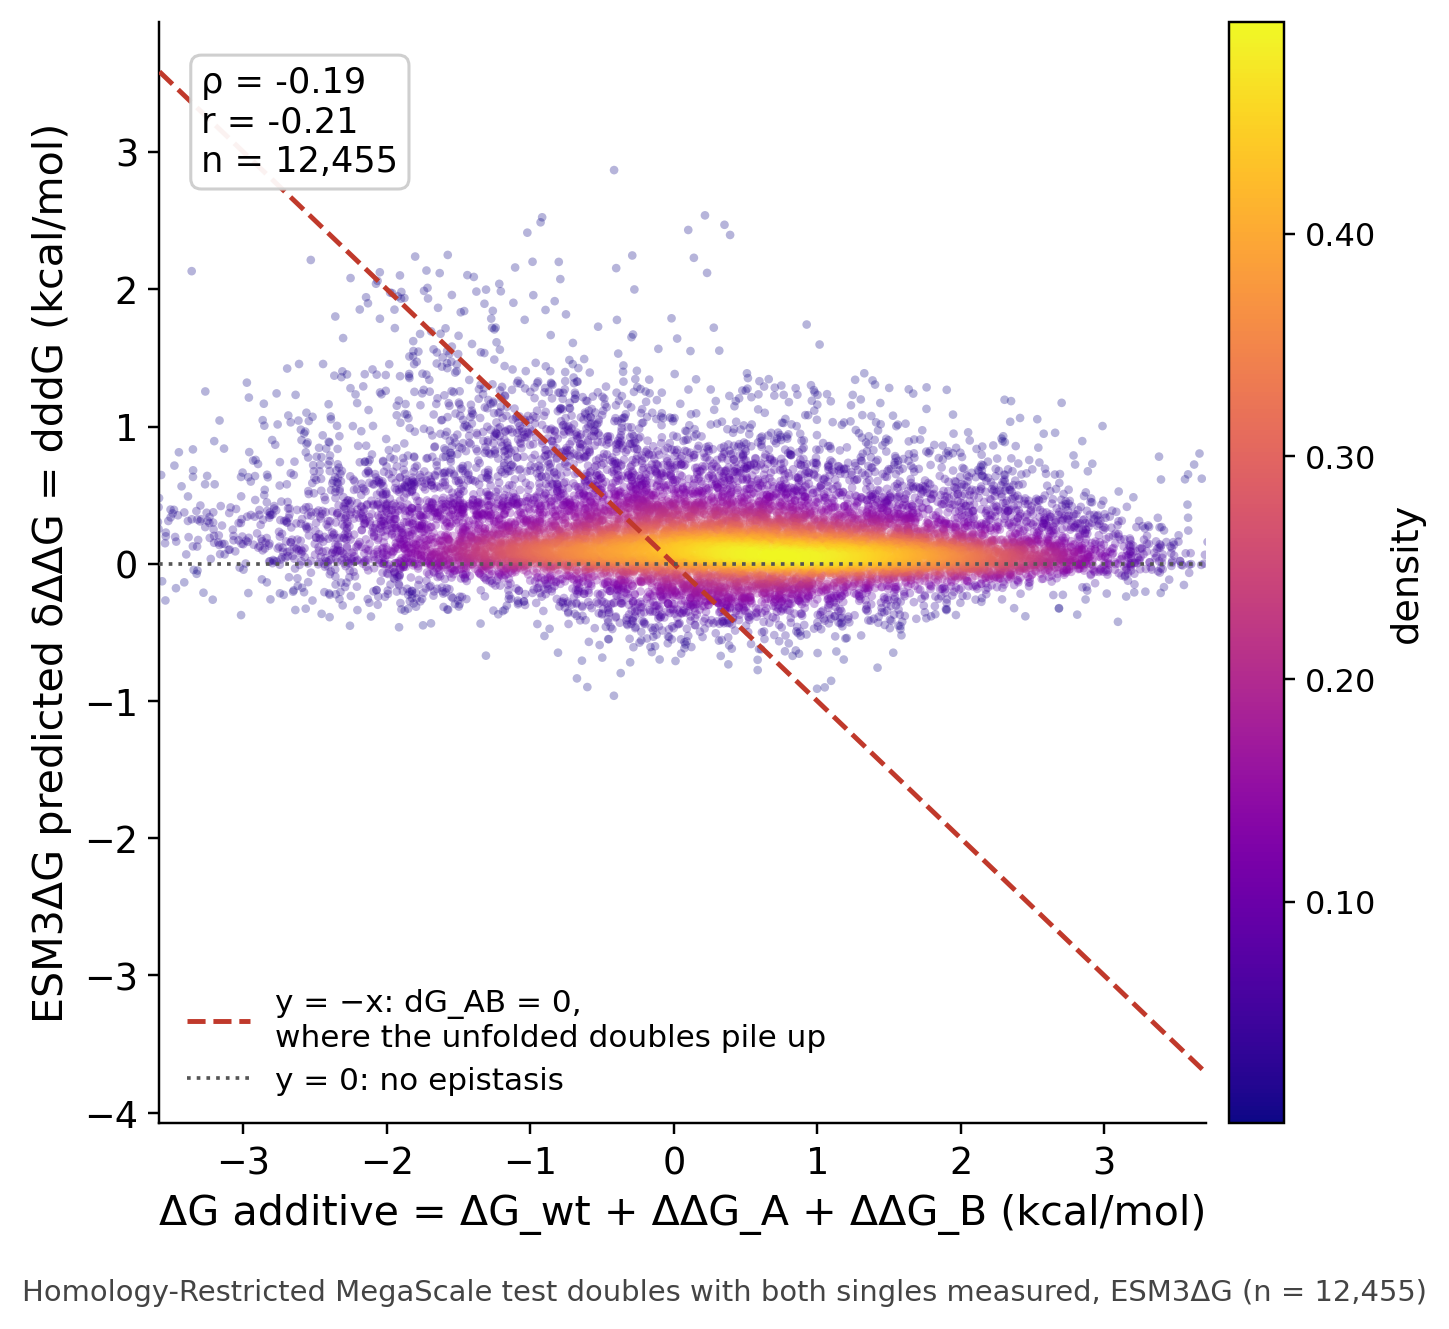 ρ = -0.19
r = -0.21
n = 12,455
ESM3ΔG predicted δΔΔG = dddG (kcal/mol)
3
2
1
0
−1
−2
−3
−4
y = −x: dG_AB = 0,
where the unfolded doubles pile up
y = 0: no epistasis
−3
−2
−1
0
1
2
3
ΔG additive = ΔG_wt + ΔΔG_A + ΔΔG_B (kcal/mol)
0.40
0.30
0.20
0.10
density
Homology-Restricted MegaScale test doubles with both singles measured, ESM3ΔG (n = 12,455)